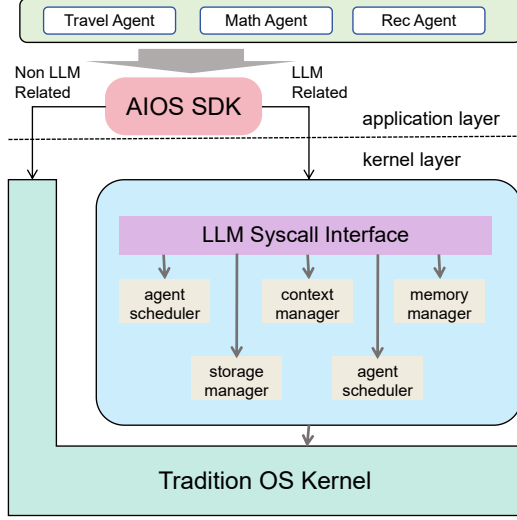 Travel Agent
Math Agent
Rec Agent
Non LLM
Related
LLM
Related
AIOS SDK
application layer
kernel layer
LLM Syscall Interface
agent
scheduler
context
manager
memory
manager
storage
manager
agent
scheduler
Tradition OS Kernel